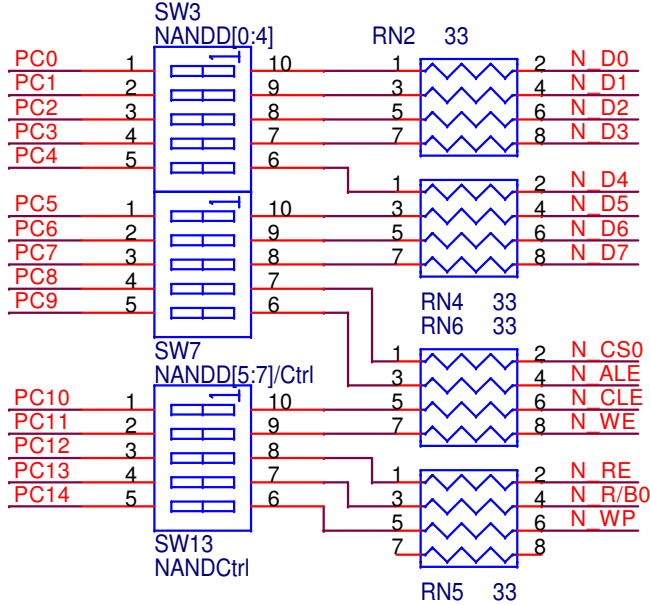 SW3
NANDD[0:4]
RN2 33
PC0 1 10 1 2 N_D0
PC1 2 9 3 4 N_D1
PC2 3 8 5 6 N_D2
PC3 4 7 7 8 N_D3
PC4 5 6
1 2 N_D4
PC5 1 10 3 4 N_D5
PC6 2 9 5 6 N_D6
PC7 3 8 7 8 N_D7
PC8 4 7
PC9 5 6
RN4 33
RN6 33
SW7
NANDD[5:7]/Ctrl
1 2 N_CS0
3 4 N_ALE
PC10 1 10 5 6 N_CLE
PC11 2 9 7 8 N_WE
PC12 3 8
PC13 4 7 1 2 N_RE
PC14 5 6 3 4 N_R/B0
5 6 N_WP
7 8
SW13
NANDCtrl
RN5 33